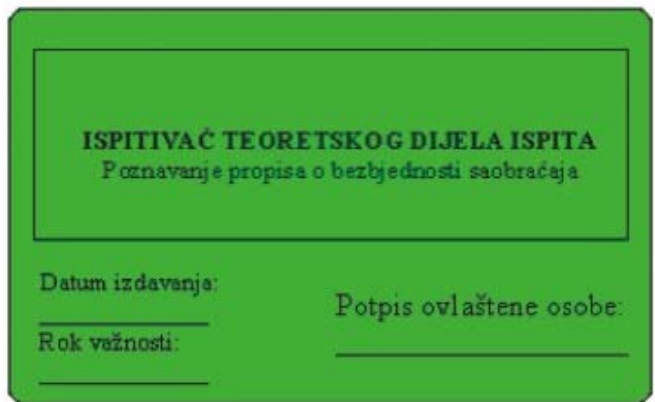 ISPITIVAČ TEORETSKOG DIJELA ISPITA
Poznavanje propisa o bezbjednosti saobraćaja
Datum izdavanja:
Potpis ovlaštene osobe:
Rok važnosti: